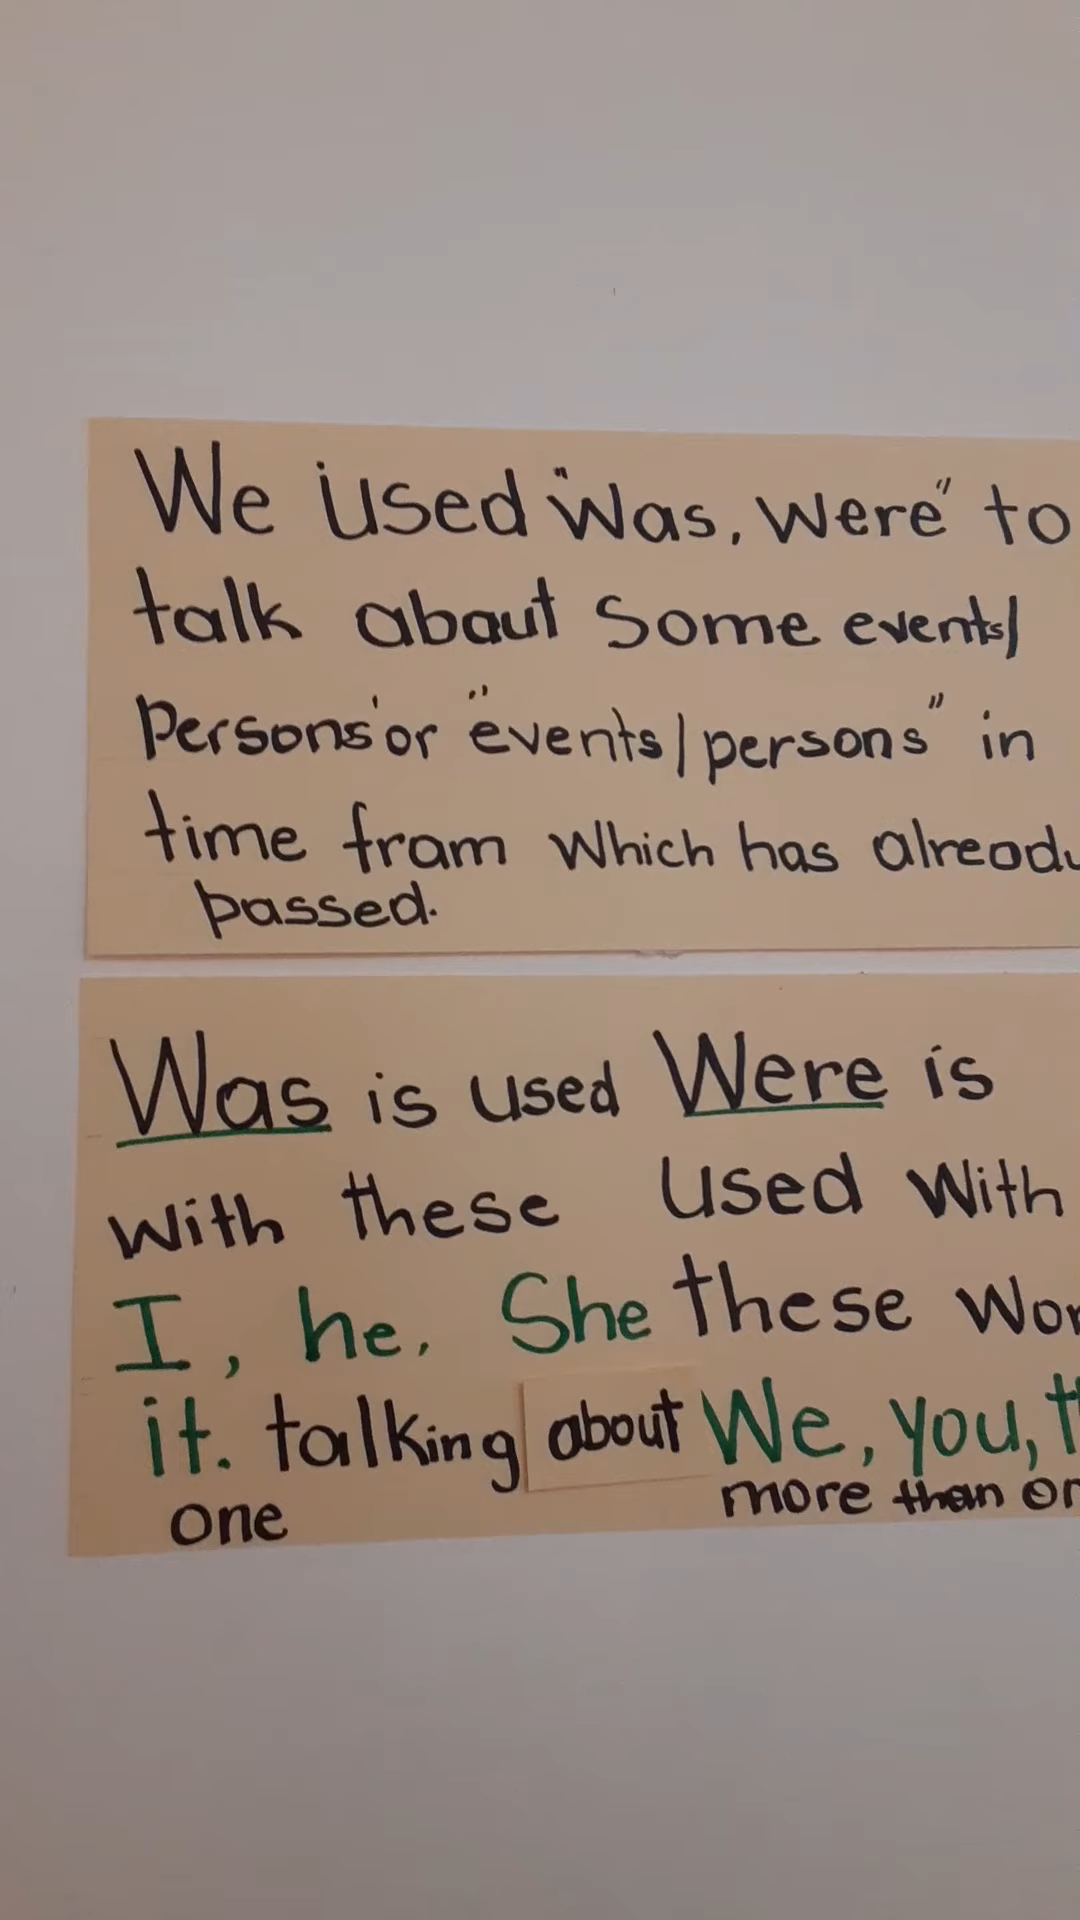 We used "Was, Were" to
talk about some events/
Persons'or "events/persons" in
time fram which has already
passed.
Was is used
with these
I, he, She
it. talking about
one
Were is
used with
these
We, you,
more than